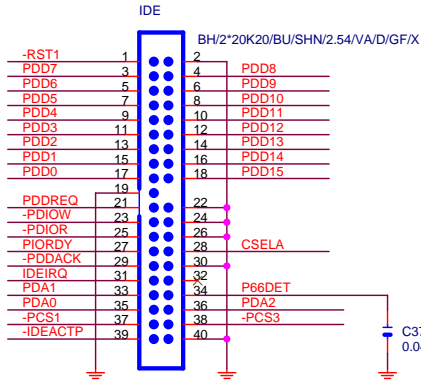 IDE
BH/2*20K20/BU/SHN/2.54/VA/D/GF/X
-RST1 1 2
PDD7 3 4 PDD8
PDD6 5 6 PDD9
PDD5 7 8 PDD10
PDD4 9 10 PDD11
PDD3 11 12 PDD12
PDD2 13 14 PDD13
PDD1 15 16 PDD14
PDD0 17 18 PDD15
19
PDDREQ 21 22
-PDIOW 23 24
-PDIOR 25 26
PIORDY 27 28 CSELA
-PDDACK 29 30
IDEIRQ 31 32
PDA1 33 34 P66DET
PDA0 35 36 PDA2
-PCS1 37 38 -PCS3
-IDEACTP 39 40